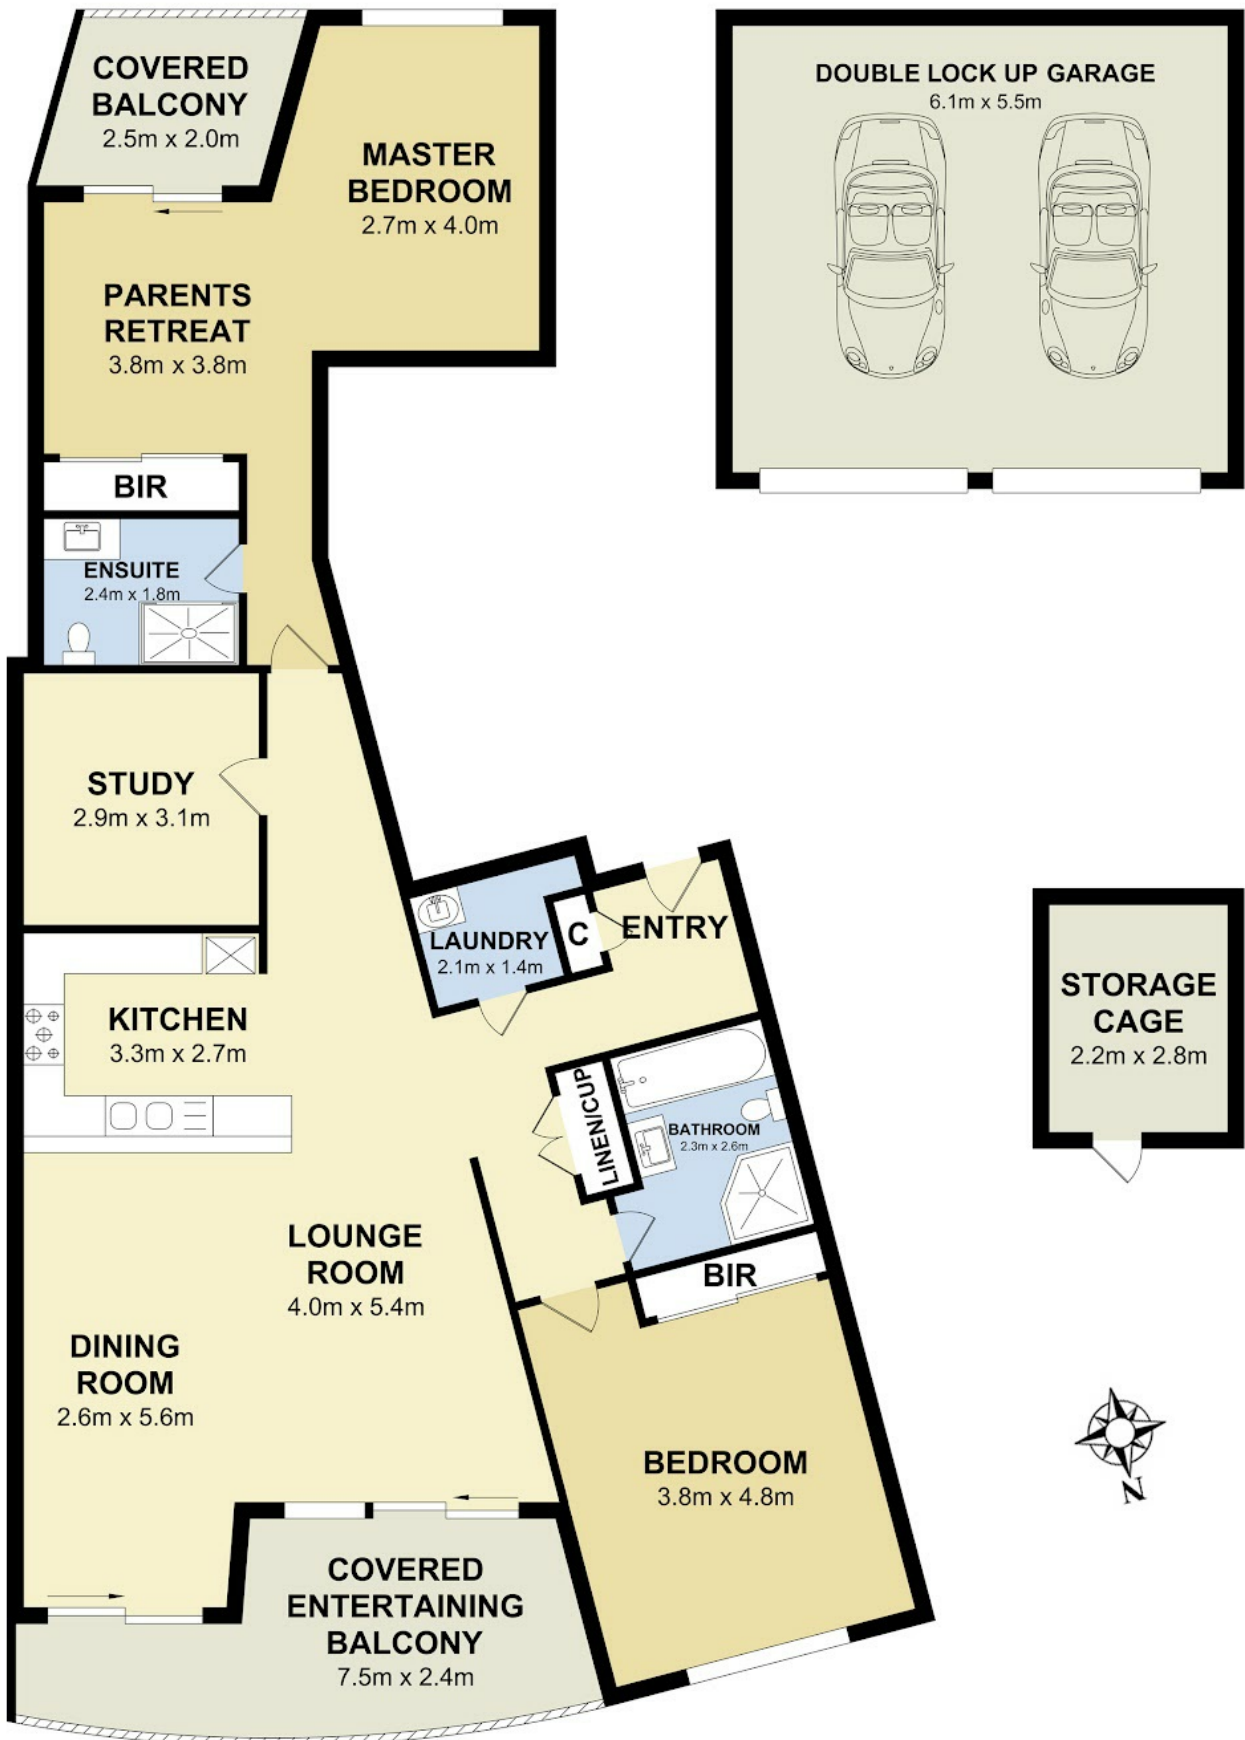 COVERED
BALCONY
2.5m x 2.0m
MASTER
BEDROOM
2.7m x 4.0m
DOUBLE LOCK UP GARAGE
6.1m x 5.5m
PARENTS
RETREAT
3.8m x 3.8m
BIR
ENSUITE
2.4m x 1.8m
STUDY
2.9m x 3.1m
LAUNDRY
2.1m x 1.4m
C
ENTRY
KITCHEN
3.3m x 2.7m
STORAGE
CAGE
2.2m x 2.8m
LINEN/CUP
BATHROOM
2.3m x 2.6m
LOUNGE
ROOM
4.0m x 5.4m
BIR
DINING
ROOM
2.6m x 5.6m
BEDROOM
3.8m x 4.8m
N
COVERED
ENTERTAINING
BALCONY
7.5m x 2.4m